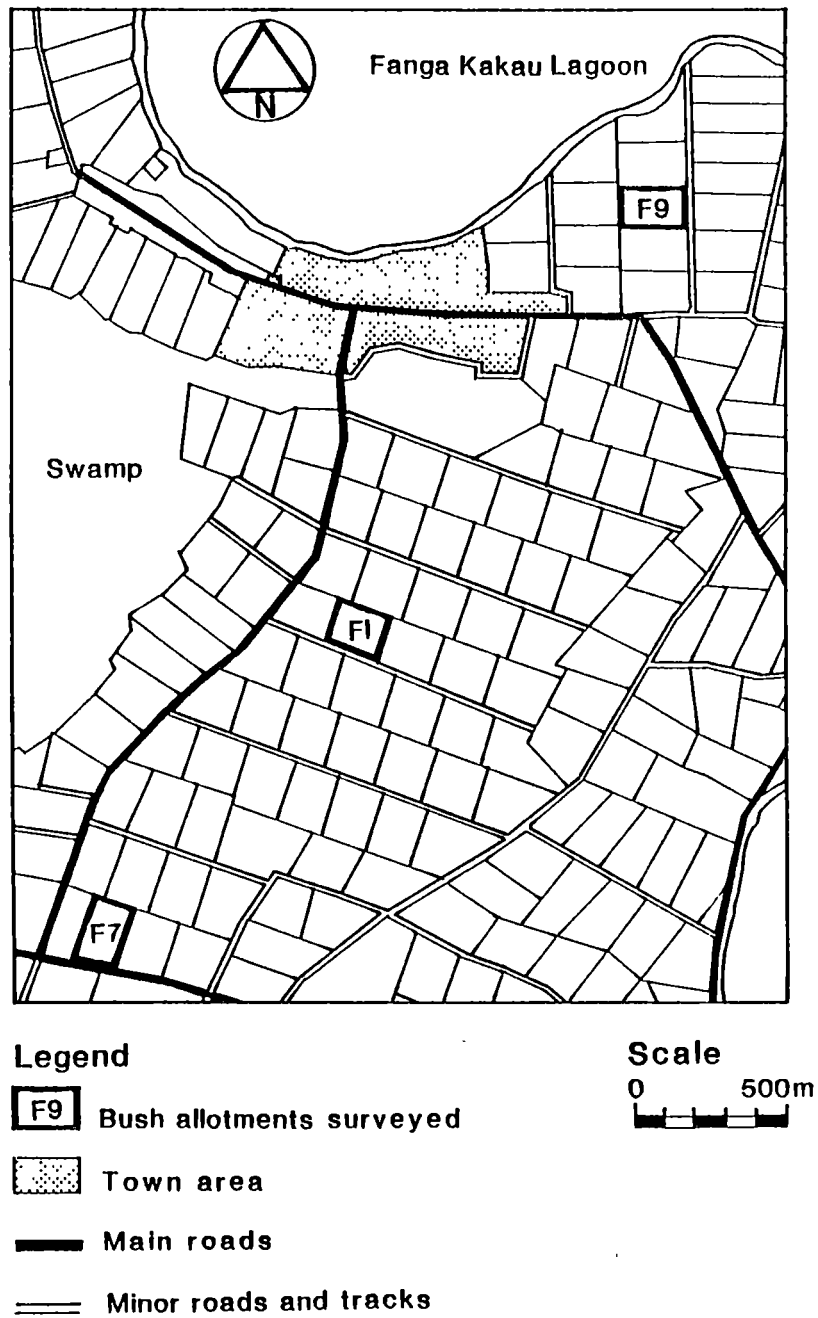 Fanga Kakau Lagoon
N
F9
Swamp
F1
F7
Legend
F9 Bush allotments surveyed
Town area
Main roads
Minor roads and tracks
Scale
0 500m